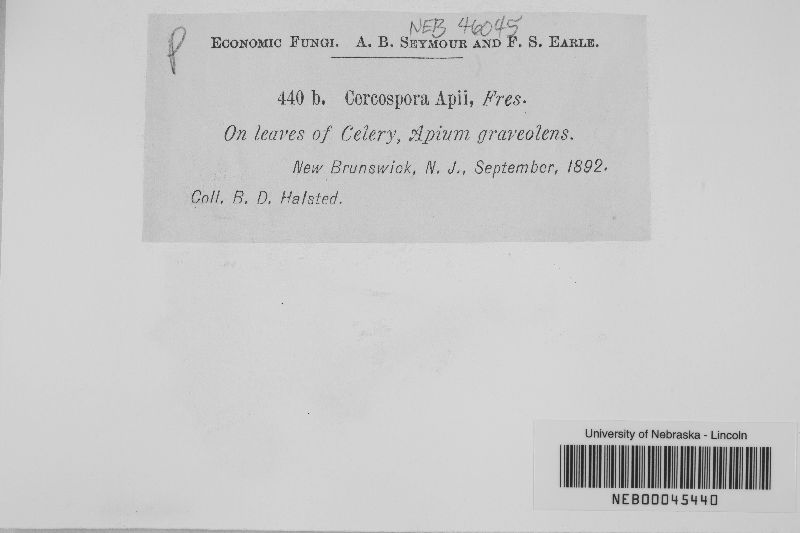 NEB 46045
P
Economic Fungi. A. B. Seymour and F. S. Earle.
440 b. Cercospora Apii, Fres.
On leaves of Celery, Apium graveolens.
New Brunswick, N. J., September, 1892.
Coll. B. D. Halsted.
University of Nebraska - Lincoln
NEB00045440